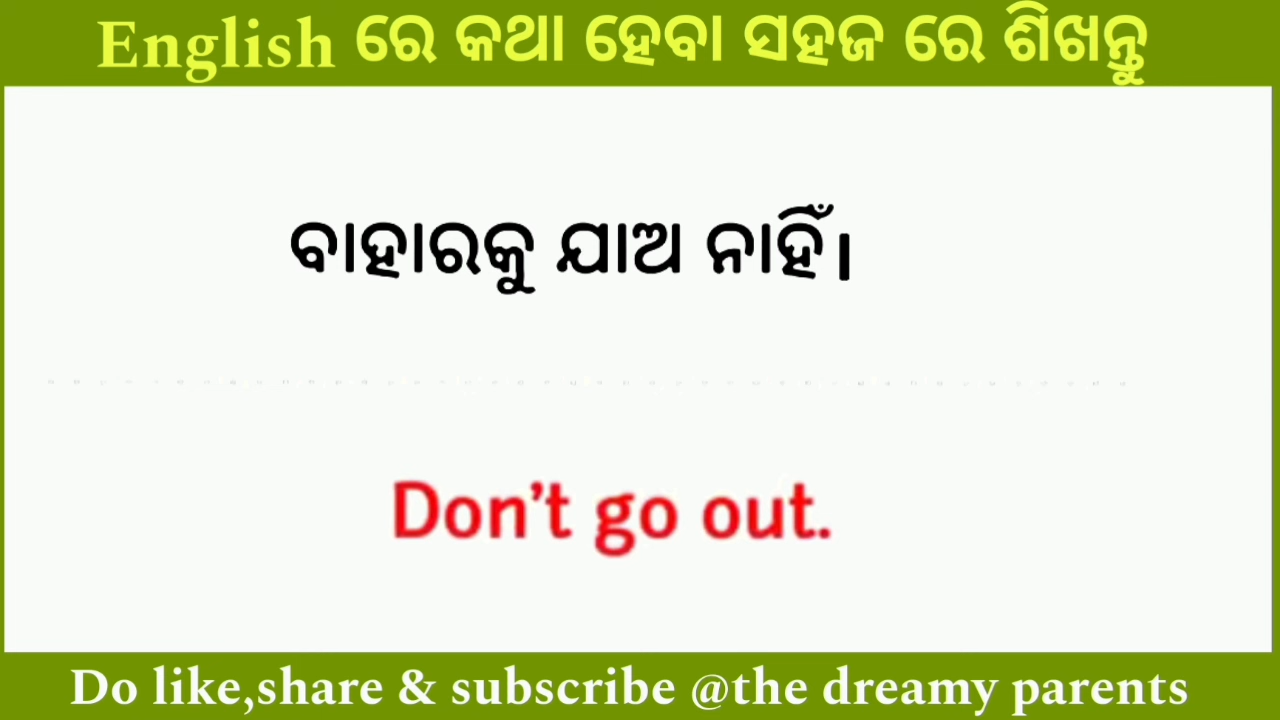 English ରେ କଥା ହେବା ସହଜ ରେ ଶିଖନ୍ତୁ
ବାହାରକୁ ଯାଅ ନାହିଁ।
Don't go out.
Do like,share & subscribe @the dreamy parents